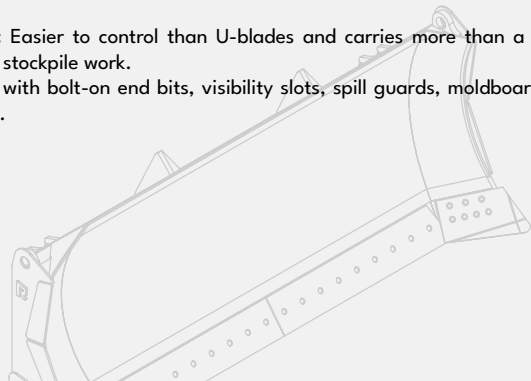 : Easier to control than U-blades and carries more than a
stockpile work.
with bolt-on end bits, visibility slots, spill guards, moldboar
.